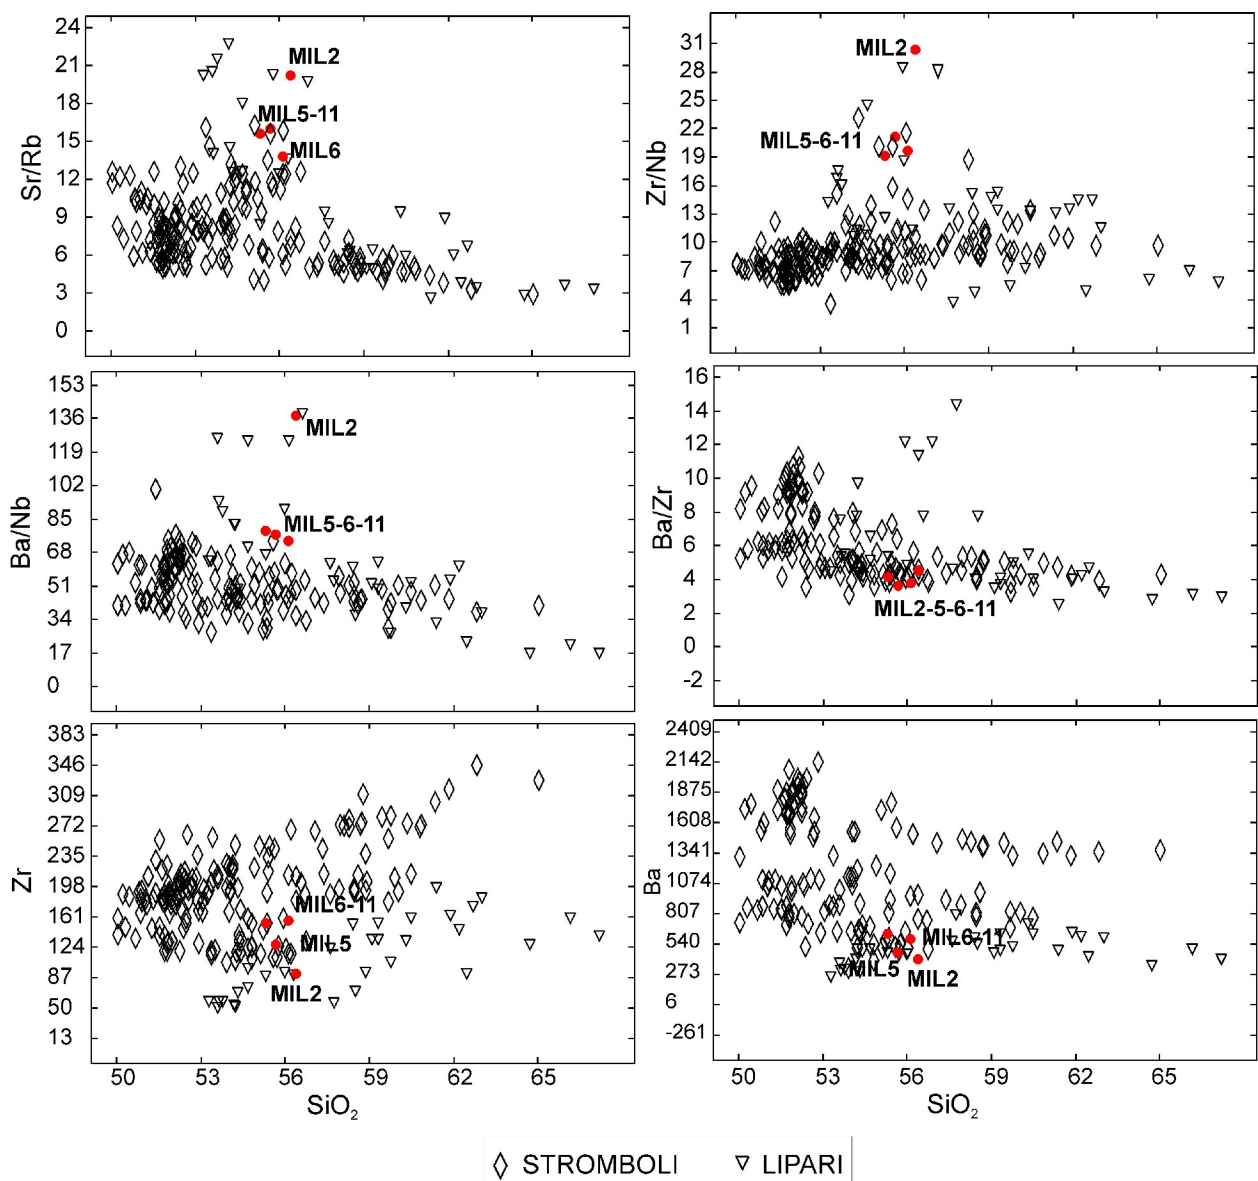 24
21
18
15
12
9
6
3
0
Sr/Rb
MIL2
MIL5-11
MIL6
31
28
25
22
19
16
13
10
7
4
1
Zr/Nb
MIL2
MIL5-6-11
153
136
119
102
85
68
51
34
17
0
Ba/Nb
MIL2
MIL5-6-11
16
14
12
10
8
6
4
2
0
-2
Ba/Zr
MIL2-5-6-11
383
346
309
272
235
198
161
124
87
50
13
Zr
MIL6-11
MIL5
MIL2
50 53 56 59 62 65
SiO₂
2409
2142
1875
1608
1341
1074
807
540
273
6
-261
Ba
MIL6-11
MIL5
MIL2
50 53 56 59 62 65
SiO₂
STROMBOLI LIPARI